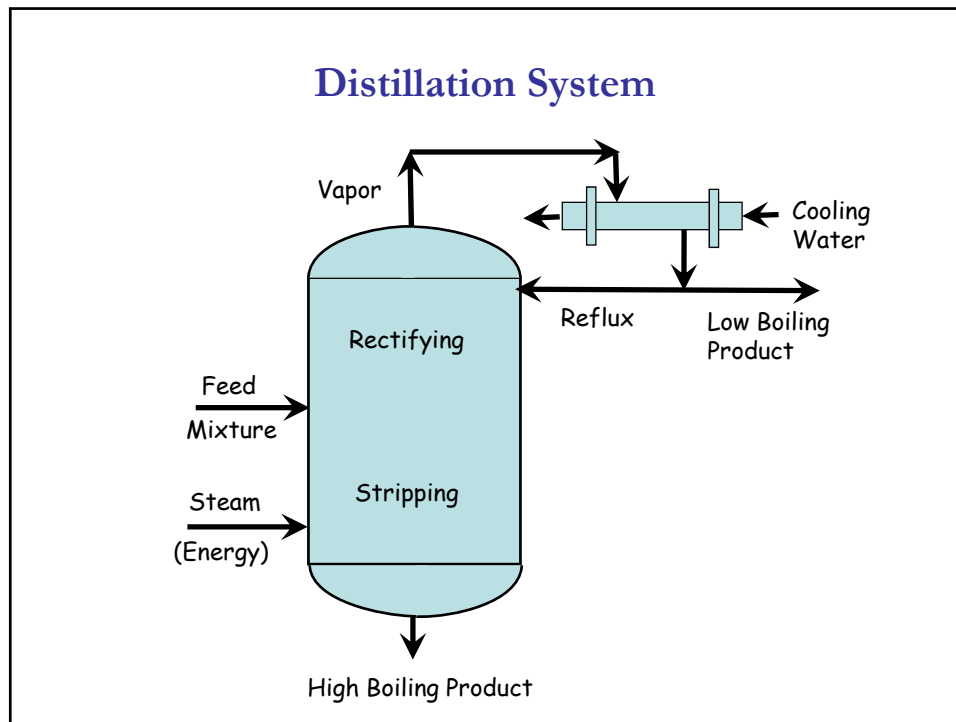 Distillation System
Vapor
Cooling
Water
Reflux
Low Boiling
Product
Rectifying
Feed
Mixture
Stripping
Steam
(Energy)
High Boiling Product